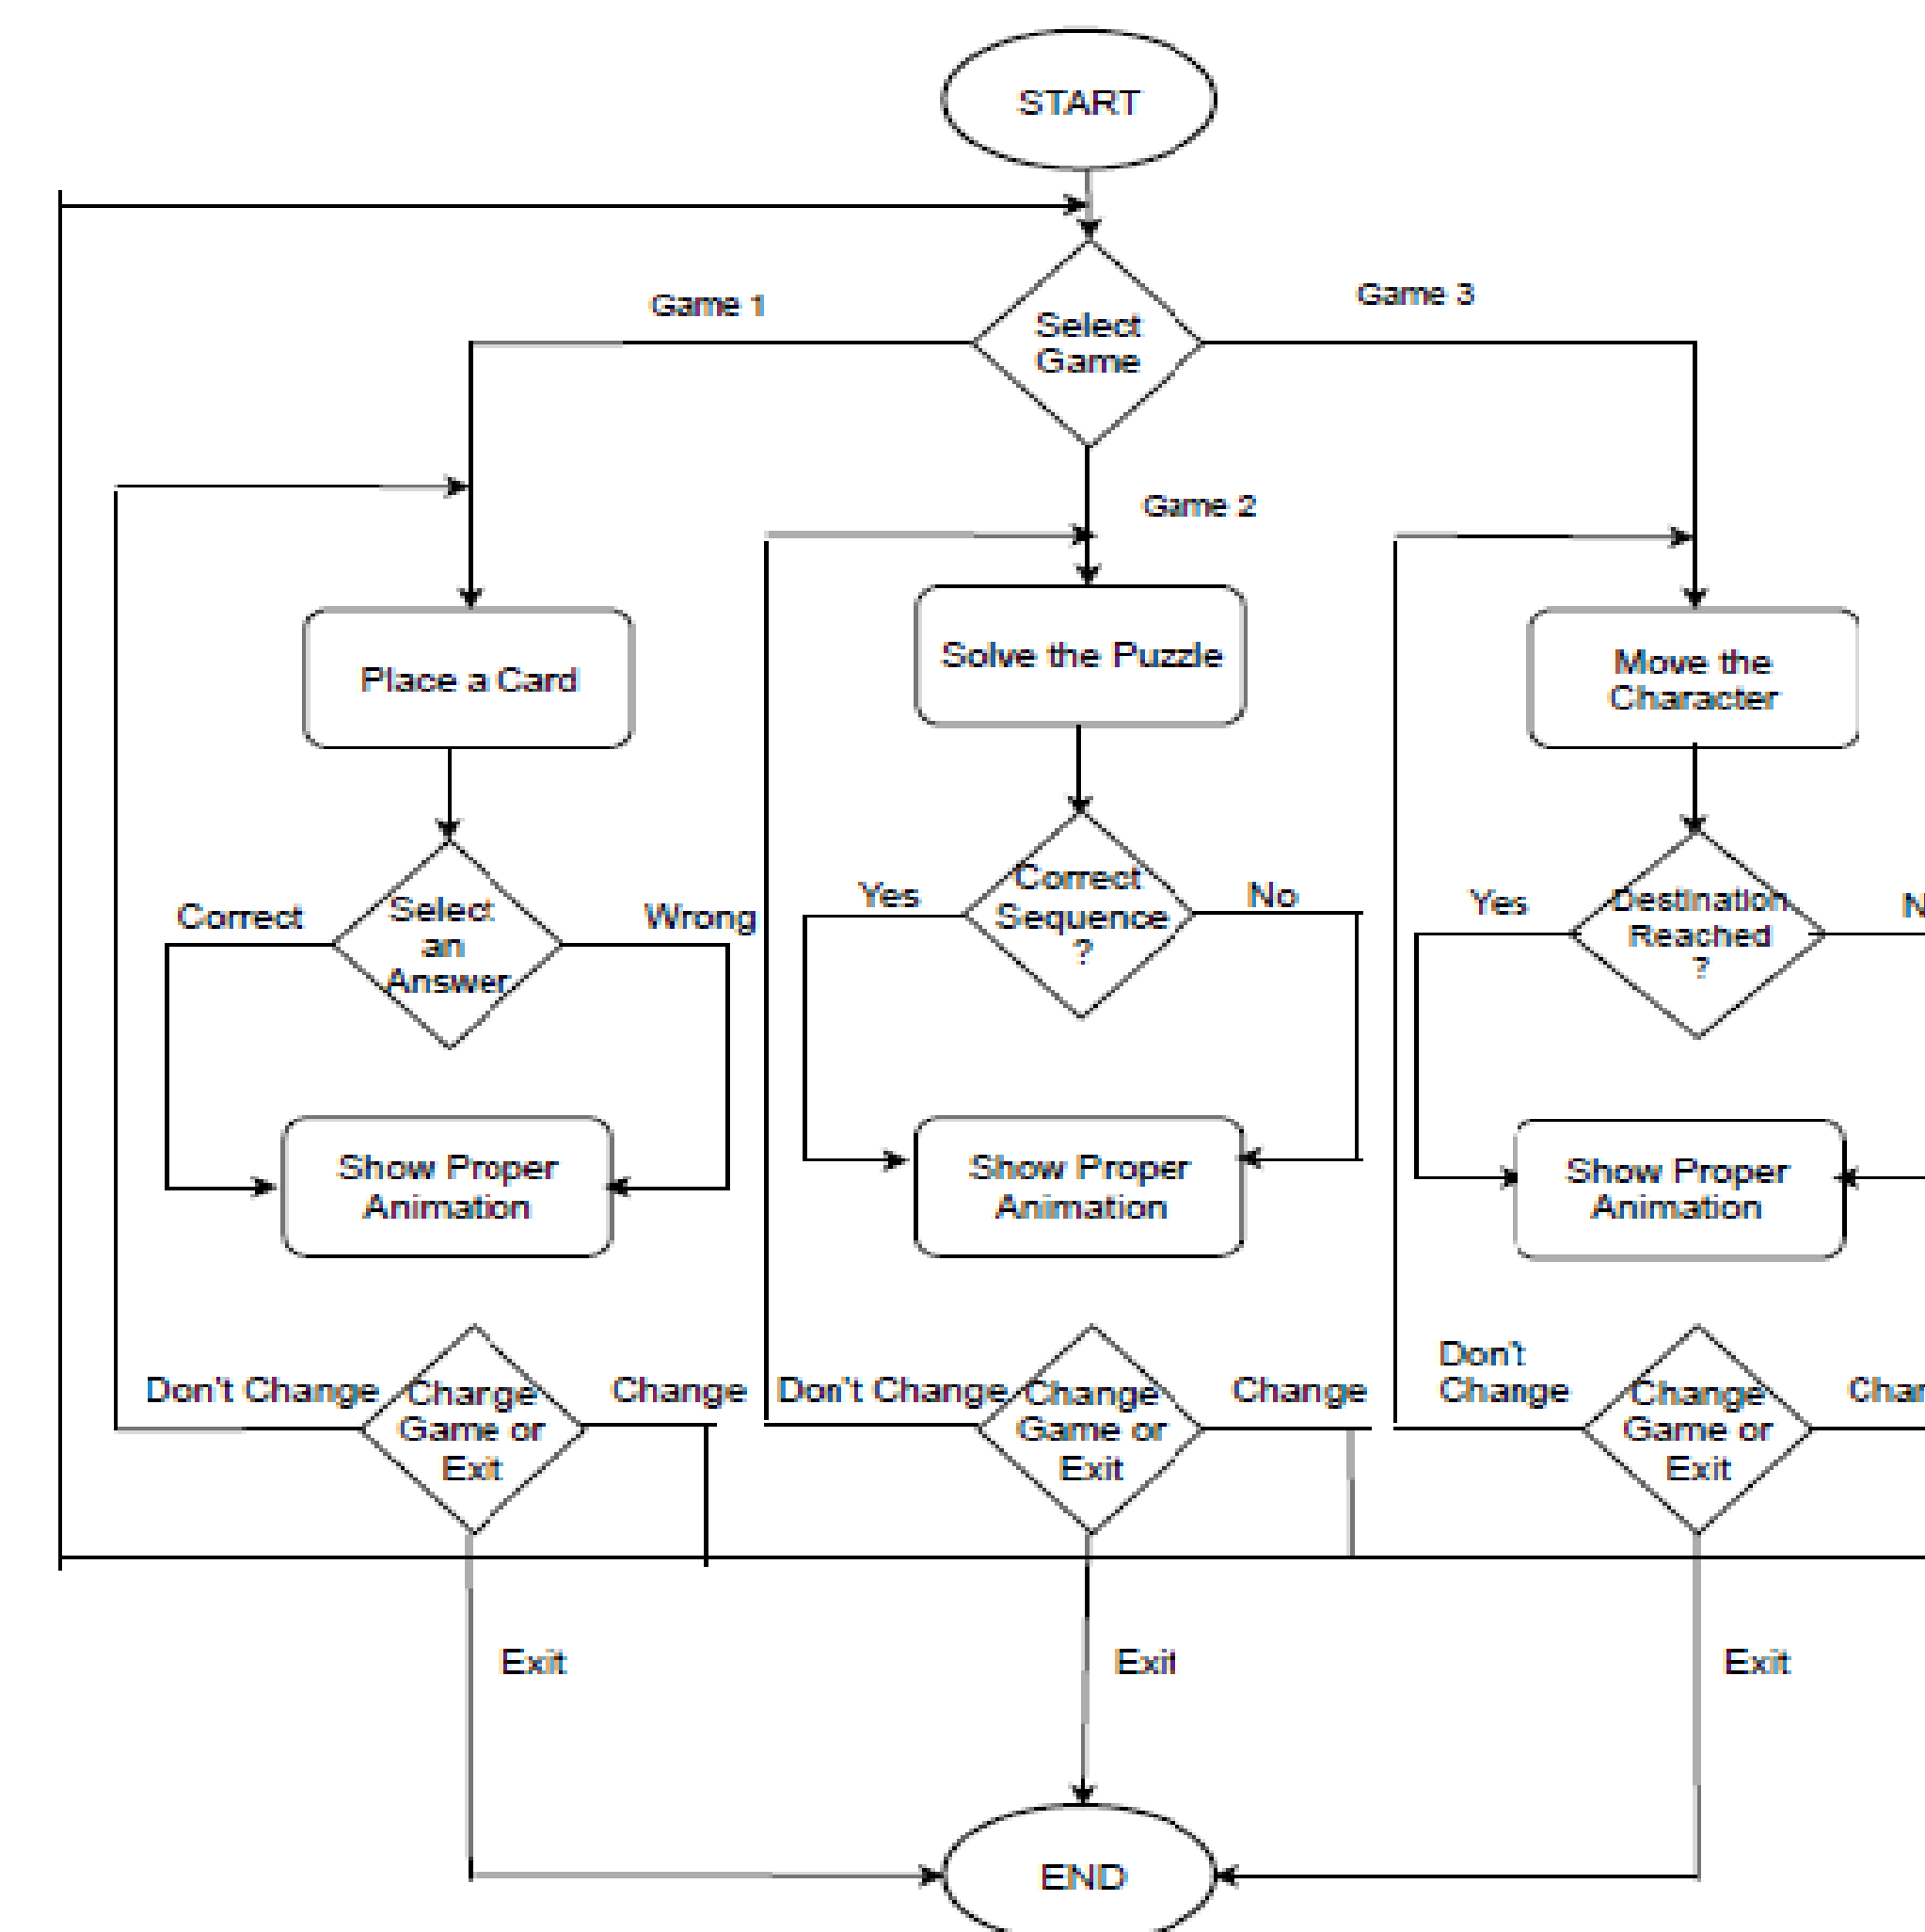 START
Game 1
Game 3
Select
Game
Game 2
Place a Card
Solve the Puzzle
Move the
Character
Correct
Select
an
Answer
Wrong
Yes
Correct
Sequence
?
No
Yes
Destination
Reached
?
Show Proper
Animation
Show Proper
Animation
Show Proper
Animation
Don't Change
Change
Game or
Exit
Change
Don't Change
Change
Game or
Exit
Change
Don't
Change
Change
Game or
Exit
Exit
Exit
Exit
END